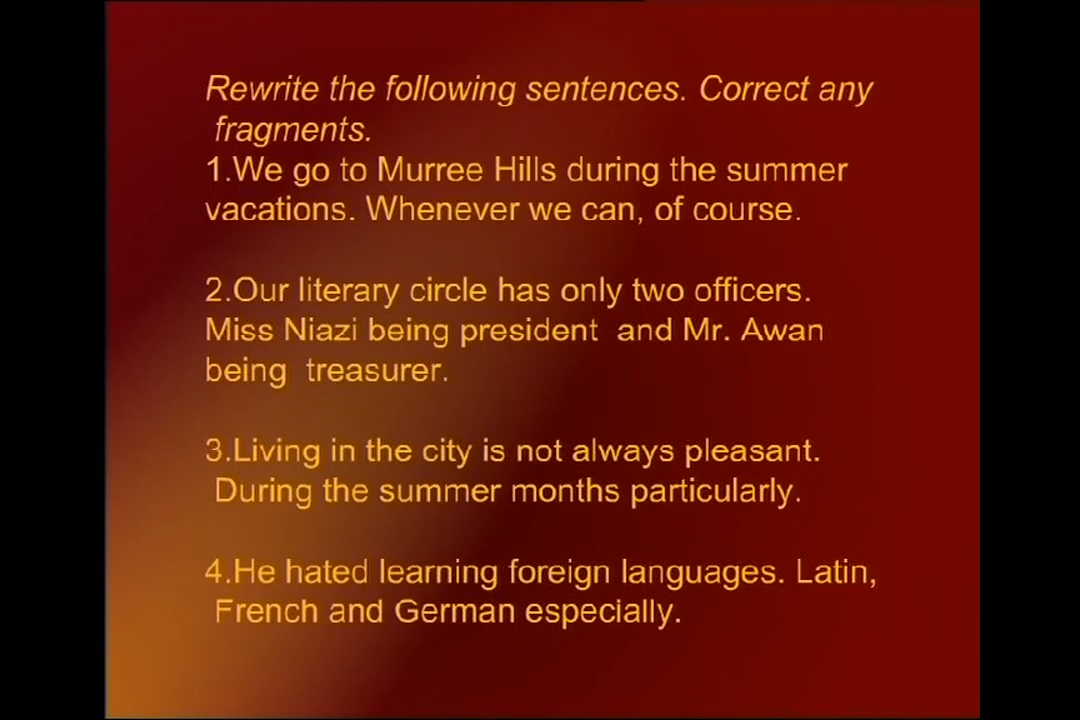 Rewrite the following sentences. Correct any
fragments.
1.We go to Murree Hills during the summer
vacations. Whenever we can, of course.
2.Our literary circle has only two officers.
Miss Niazi being president and Mr. Awan
being treasurer.
3.Living in the city is not always pleasant.
During the summer months particularly.
4.He hated learning foreign languages. Latin,
French and German especially.